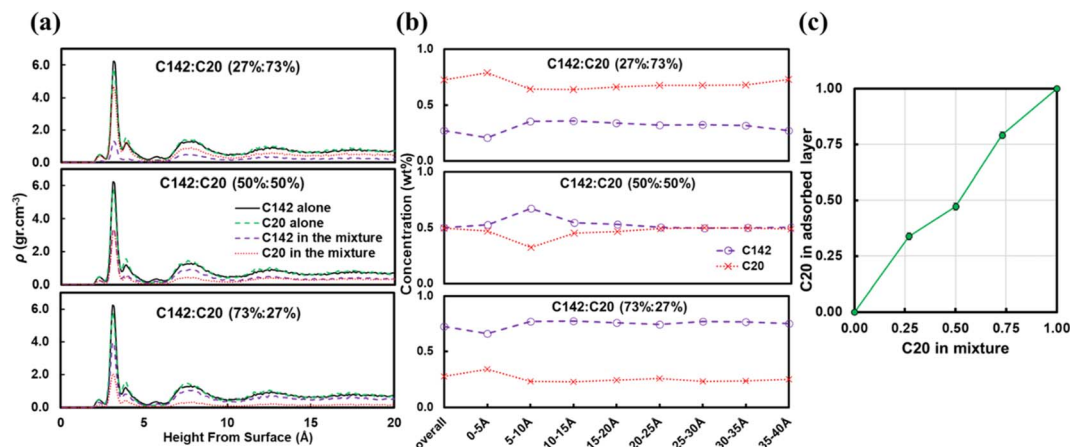 (a)
C142:C20 (27%:73%)
6.0
4.0
2.0
0.0
C142:C20 (50%:50%)
6.0
4.0
2.0
0.0
C142 alone
C20 alone
C142 in the mixture
C20 in the mixture
C142:C20 (73%:27%)
6.0
4.0
2.0
0.0
ρ (gr.cm⁻³)
0 5 10 15 20
Height From Surface (Å)
(b)
C142:C20 (27%:73%)
1.0
0.5
0.0
C142:C20 (50%:50%)
1.0
0.5
0.0
C142
C20
C142:C20 (73%:27%)
1.0
0.5
0.0
Concentration (wt%)
overall 0-5Å 5-10Å 10-15Å 15-20Å 20-25Å 25-30Å 30-35Å 35-40Å
(c)
C20 in adsorbed layer
1.00
0.75
0.50
0.25
0.00
0.00 0.25 0.50 0.75 1.00
C20 in mixture